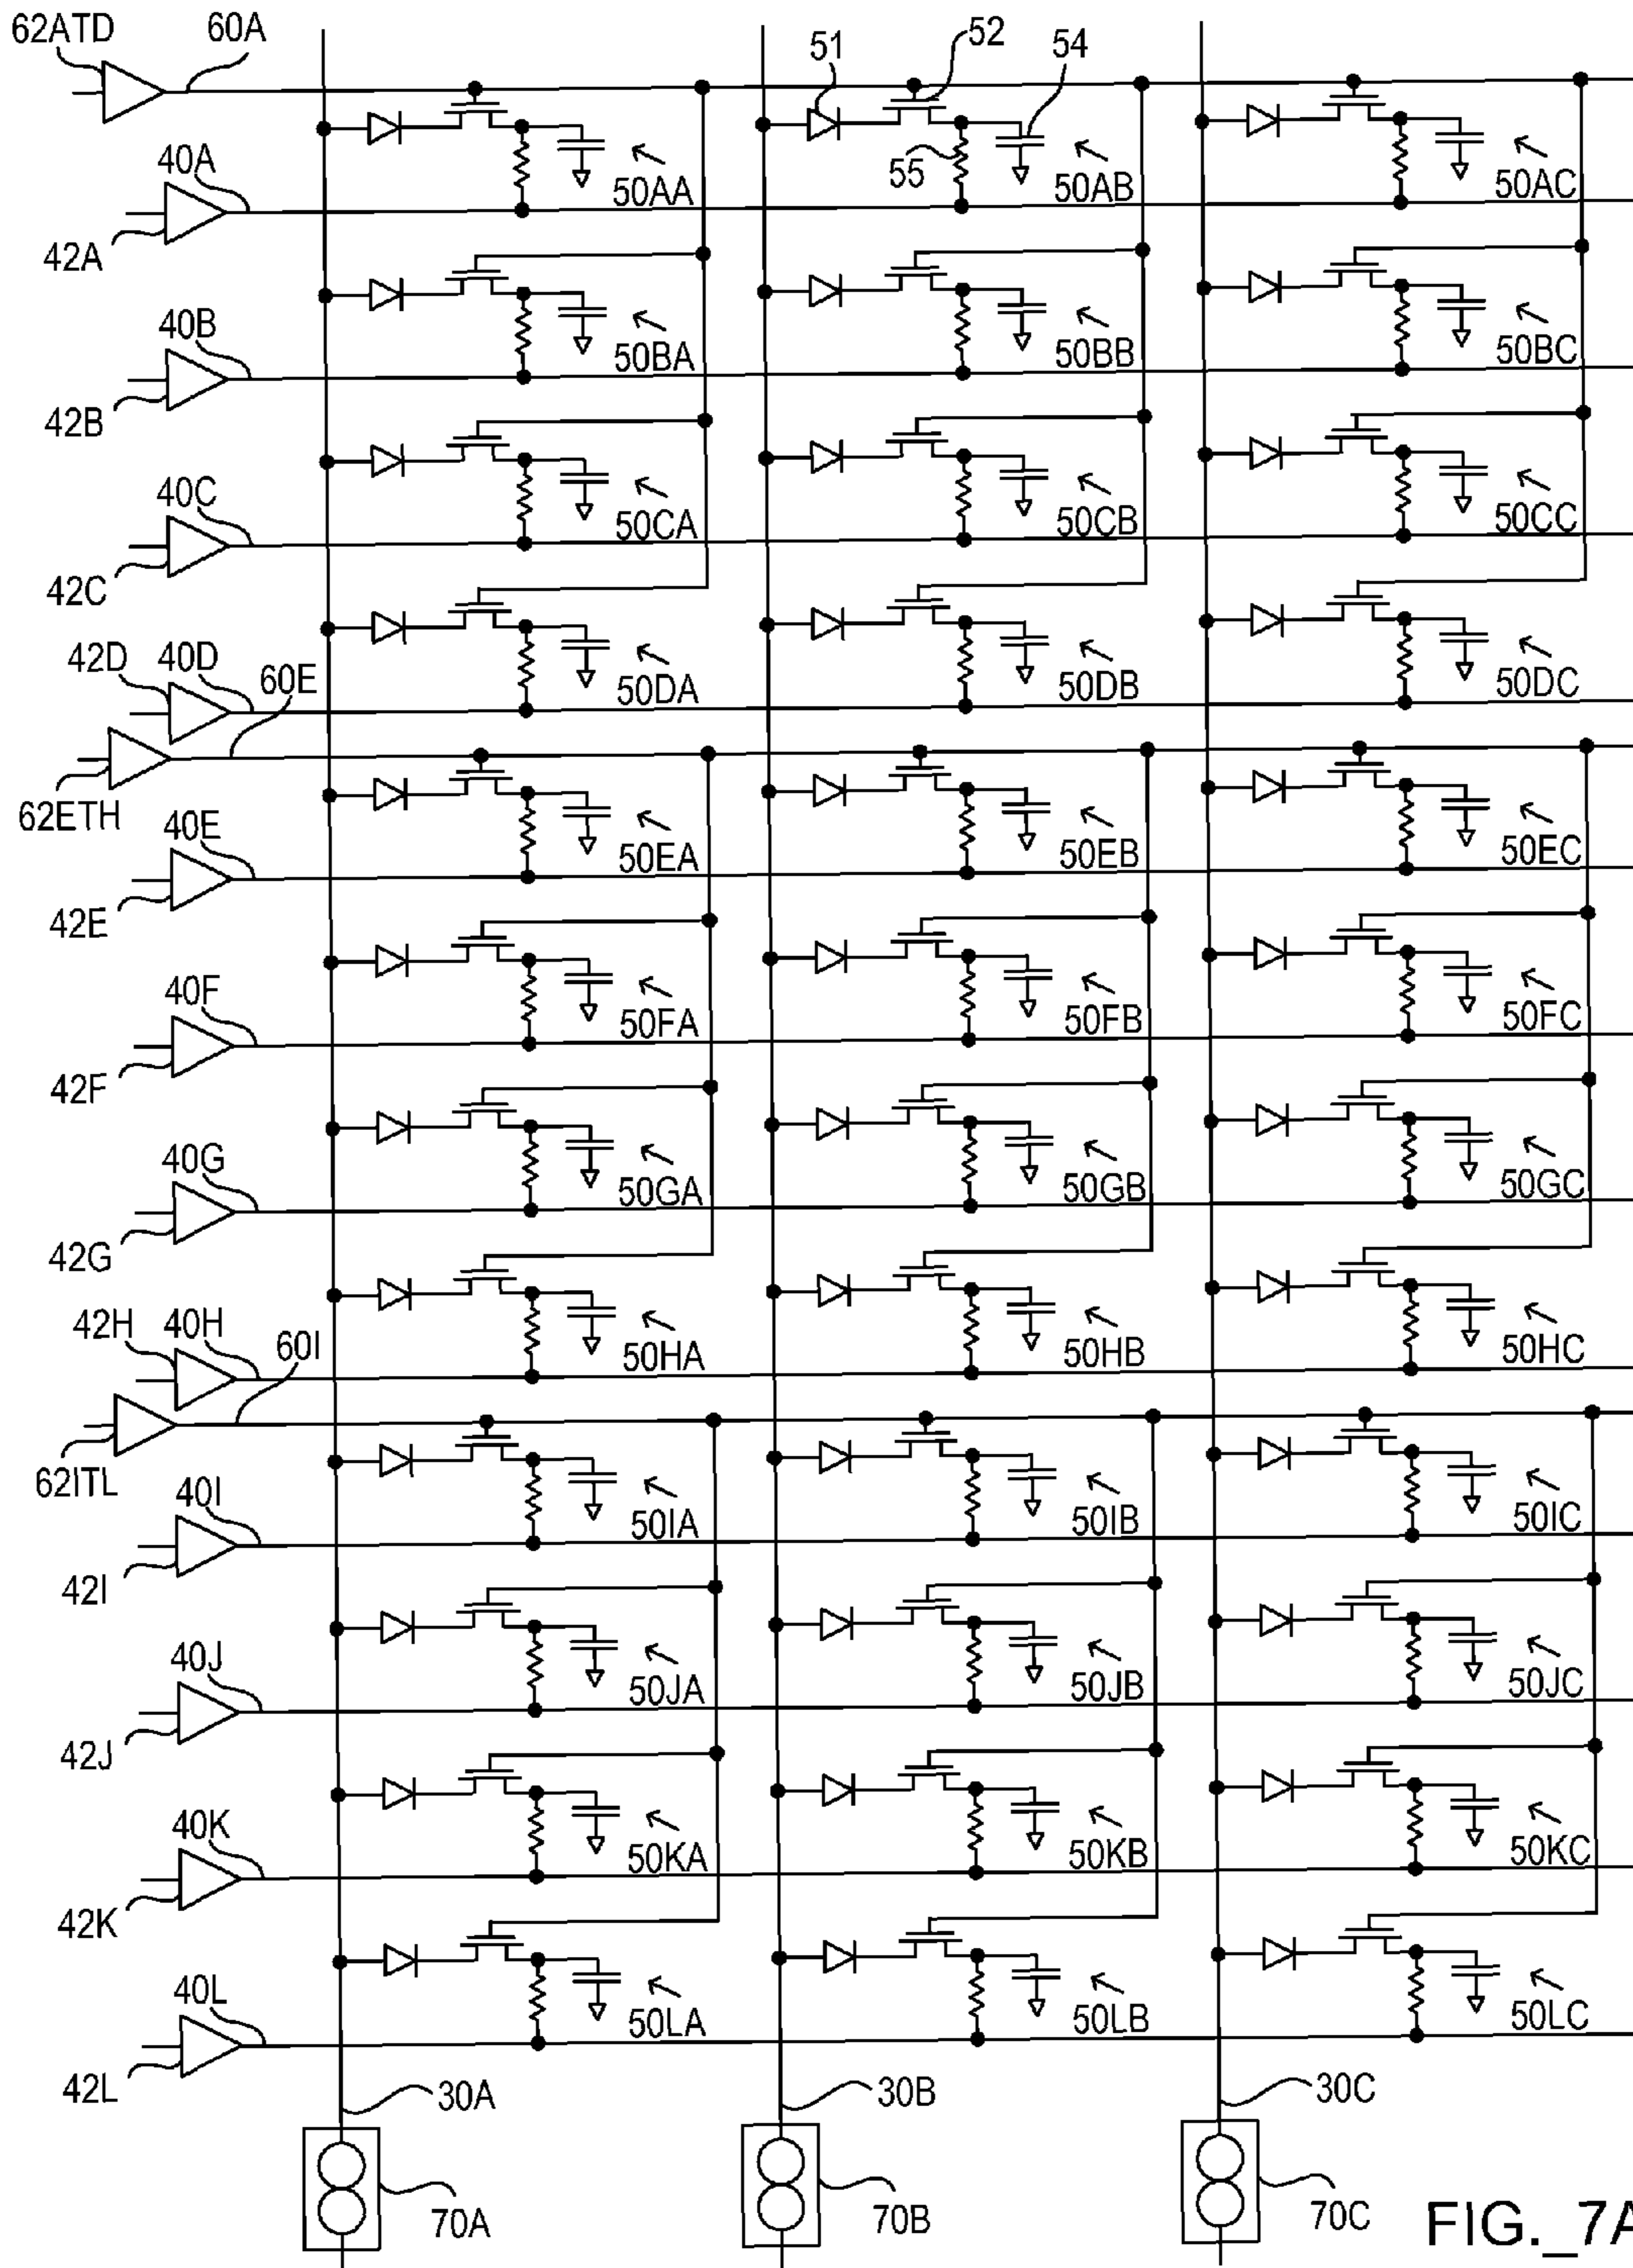 62ATD 60A 51 52 54
40A 55 50AA 50AB 50AC
42A
40B 50BA 50BB 50BC
42B
40C 50CA 50CB 50CC
42C
42D 40D 60E 50DA 50DB 50DC
62ETH 40E 50EA 50EB 50EC
42E
40F 50FA 50FB 50FC
42F
40G 50GA 50GB 50GC
42G
42H 40H 60I 50HA 50HB 50HC
62ITL 40I 50IA 50IB 50IC
42I
40J 50JA 50JB 50JC
42J
40K 50KA 50KB 50KC
42K
40L 50LA 50LB 50LC
42L 30A 30B 30C
70A 70B 70C
FIG._7A